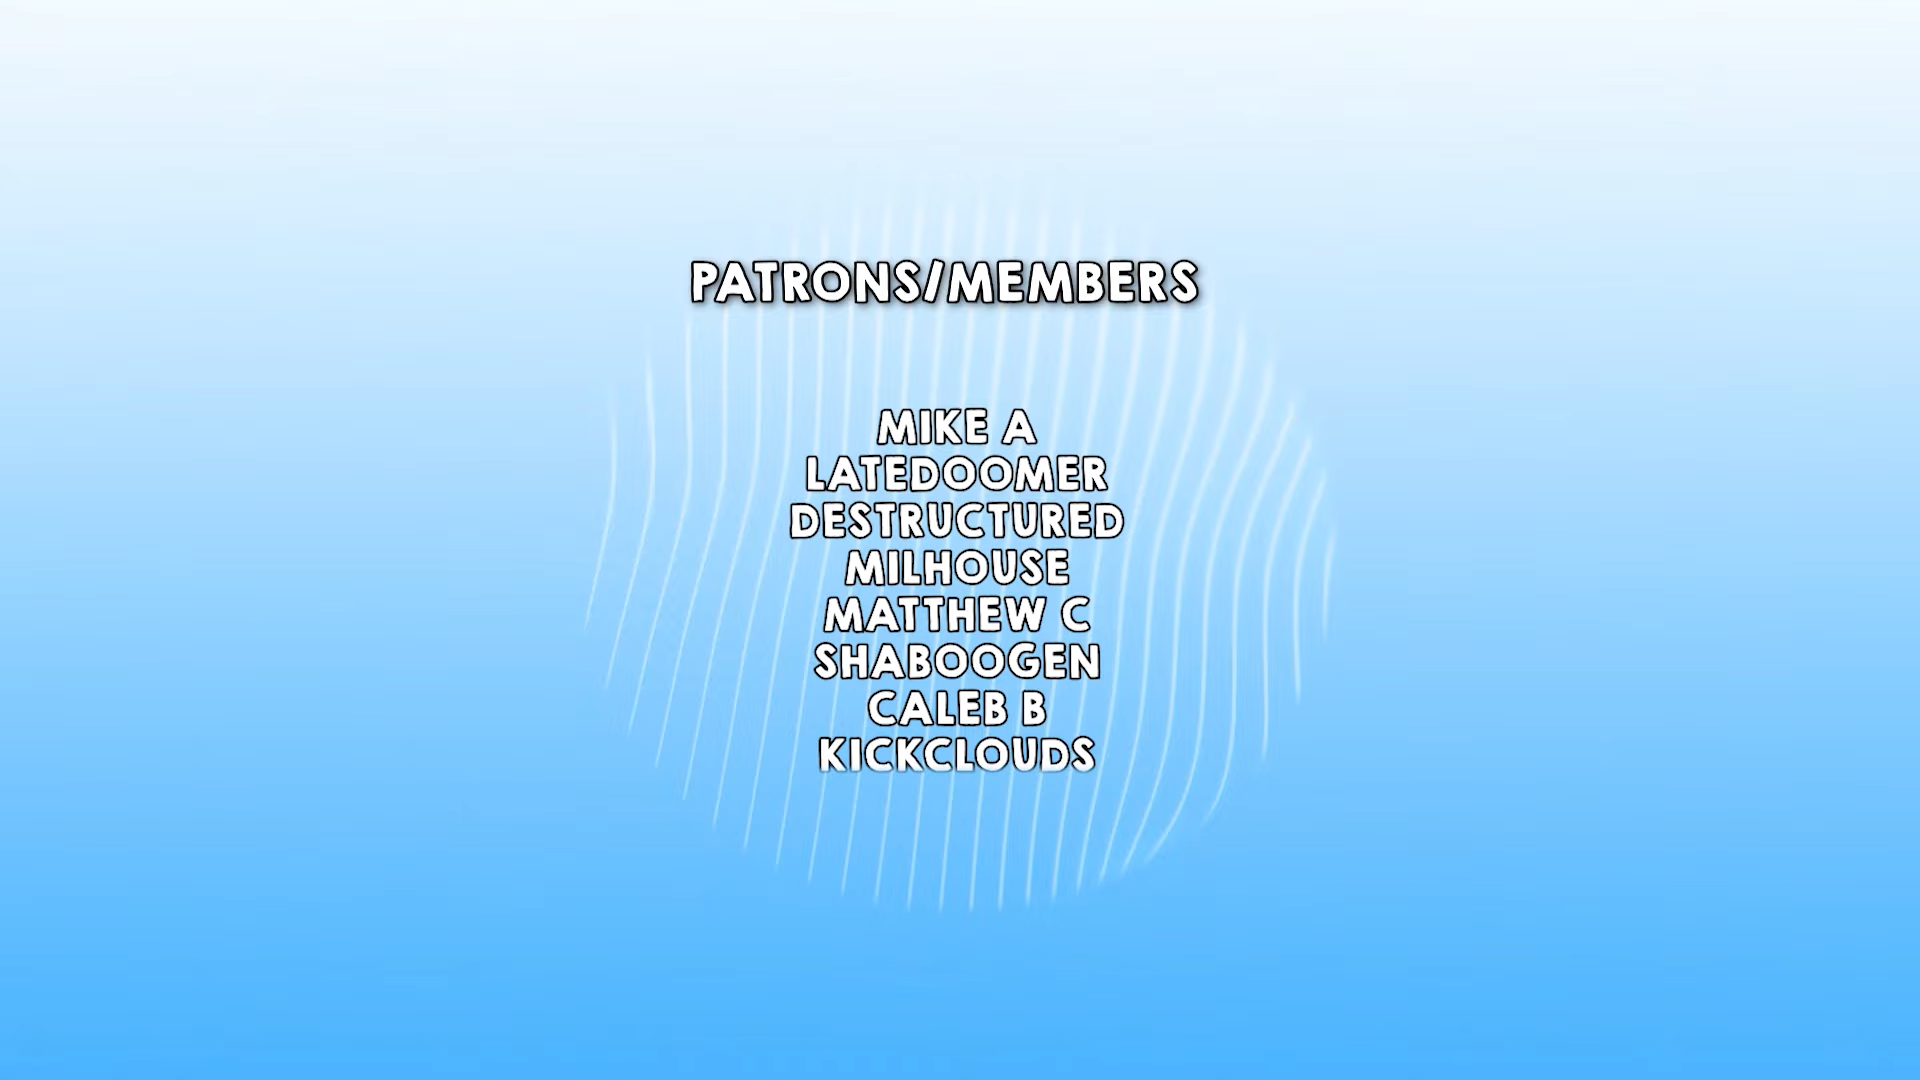 PATRONS/MEMBERS
MIKE A
LATEDOOMER
DESTRUCTURED
MILHOUSE
MATTHEW C
SHABOOGEN
CALEB B
KICKCLOUDS